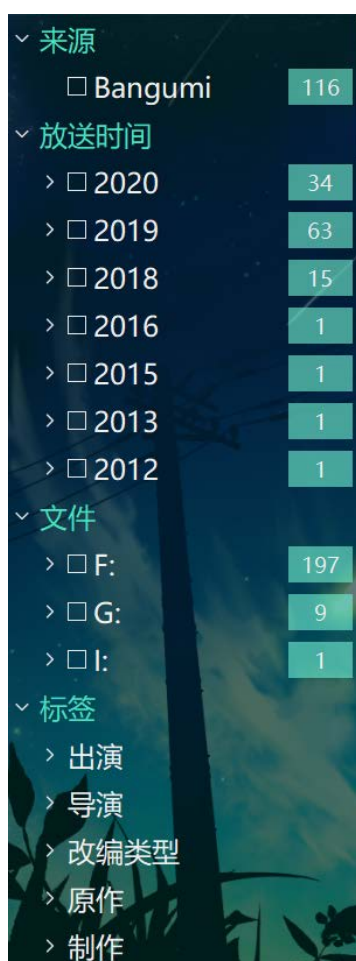 来源
Bangumi 116
放送时间
2020 34
2019 63
2018 15
2016 1
2015 1
2013 1
2012 1
文件
F: 197
G: 9
I: 1
标签
出演
导演
改编类型
原作
制作